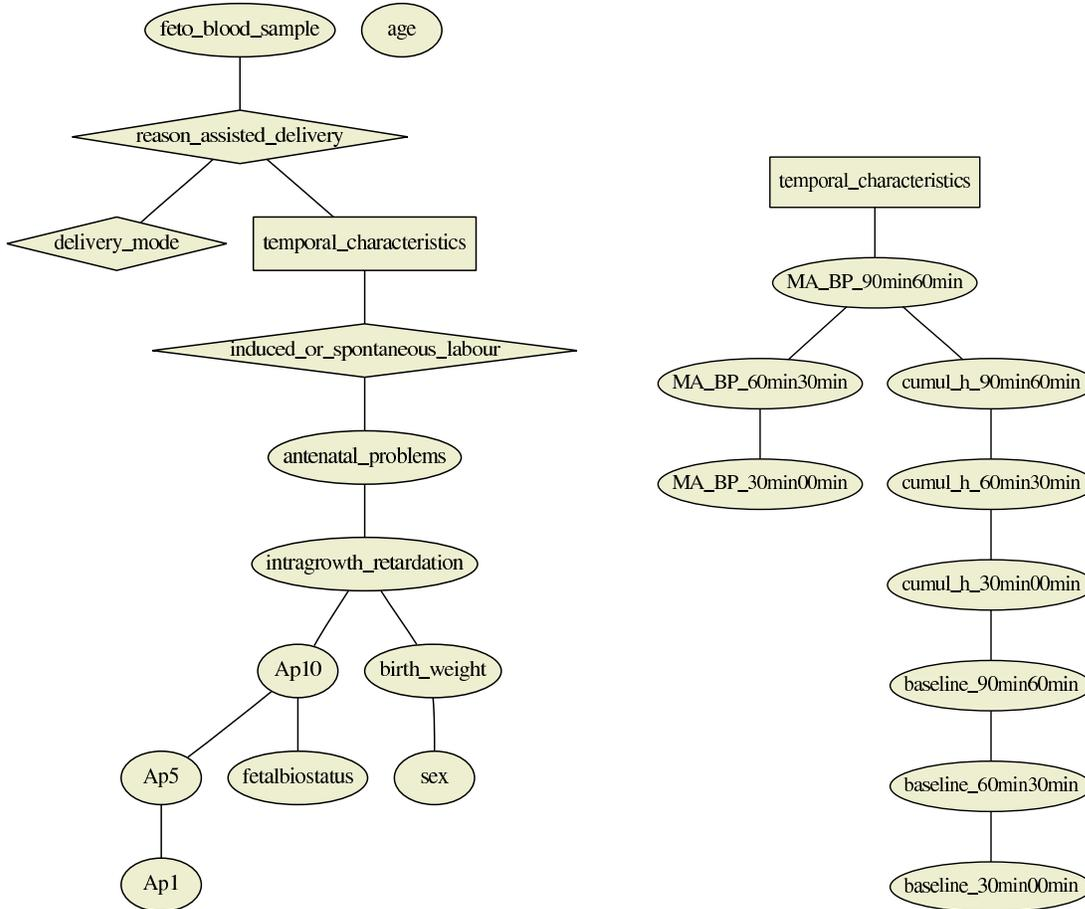 feto_blood_sample
age
reason_assisted_delivery
delivery_mode
temporal_characteristics
induced_or_spontaneous_labour
antenatal_problems
intragrowth_retardation
Ap10
birth_weight
Ap5
fetalbiostatus
sex
Ap1
temporal_characteristics
MA_BP_90min60min
MA_BP_60min30min
cumul_h_90min60min
MA_BP_30min00min
cumul_h_60min30min
cumul_h_30min00min
baseline_90min60min
baseline_60min30min
baseline_30min00min